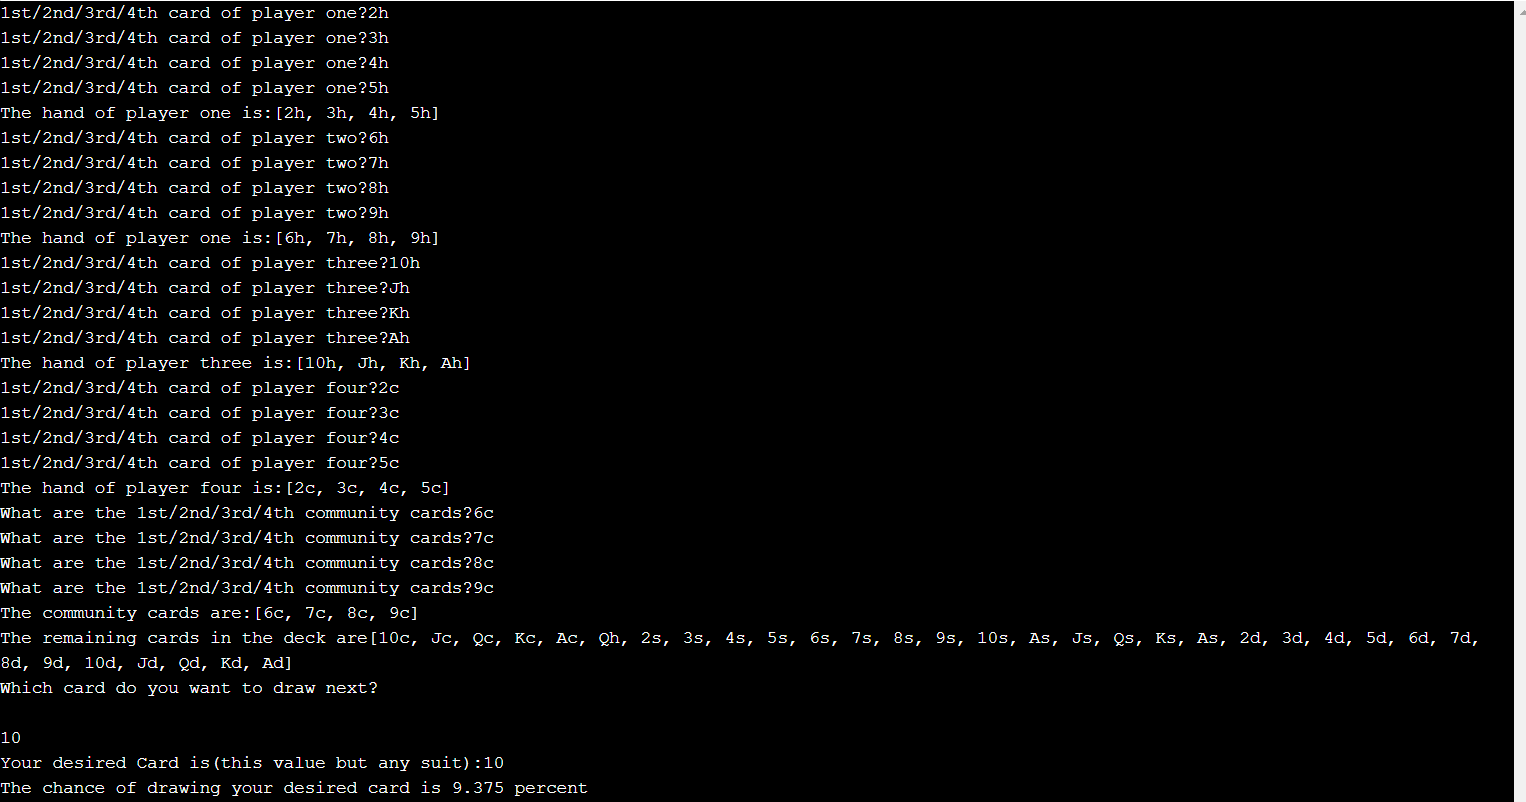 1st/2nd/3rd/4th card of player one?2h
1st/2nd/3rd/4th card of player one?3h
1st/2nd/3rd/4th card of player one?4h
1st/2nd/3rd/4th card of player one?5h
The hand of player one is:[2h, 3h, 4h, 5h]
1st/2nd/3rd/4th card of player two?6h
1st/2nd/3rd/4th card of player two?7h
1st/2nd/3rd/4th card of player two?8h
1st/2nd/3rd/4th card of player two?9h
The hand of player one is:[6h, 7h, 8h, 9h]
1st/2nd/3rd/4th card of player three?10h
1st/2nd/3rd/4th card of player three?Jh
1st/2nd/3rd/4th card of player three?Kh
1st/2nd/3rd/4th card of player three?Ah
The hand of player three is:[10h, Jh, Kh, Ah]
1st/2nd/3rd/4th card of player four?2c
1st/2nd/3rd/4th card of player four?3c
1st/2nd/3rd/4th card of player four?4c
1st/2nd/3rd/4th card of player four?5c
The hand of player four is:[2c, 3c, 4c, 5c]
What are the 1st/2nd/3rd/4th community cards?6c
What are the 1st/2nd/3rd/4th community cards?7c
What are the 1st/2nd/3rd/4th community cards?8c
What are the 1st/2nd/3rd/4th community cards?9c
The community cards are:[6c, 7c, 8c, 9c]
The remaining cards in the deck are[10c, Jc, Qc, Kc, Ac, Qh, 2s, 3s, 4s, 5s, 6s, 7s, 8s, 9s, 10s, As, Js, Qs, Ks, As, 2d, 3d, 4d, 5d, 6d, 7d,
8d, 9d, 10d, Jd, Qd, Kd, Ad]
Which card do you want to draw next?
10
Your desired Card is(this value but any suit):10
The chance of drawing your desired card is 9.375 percent